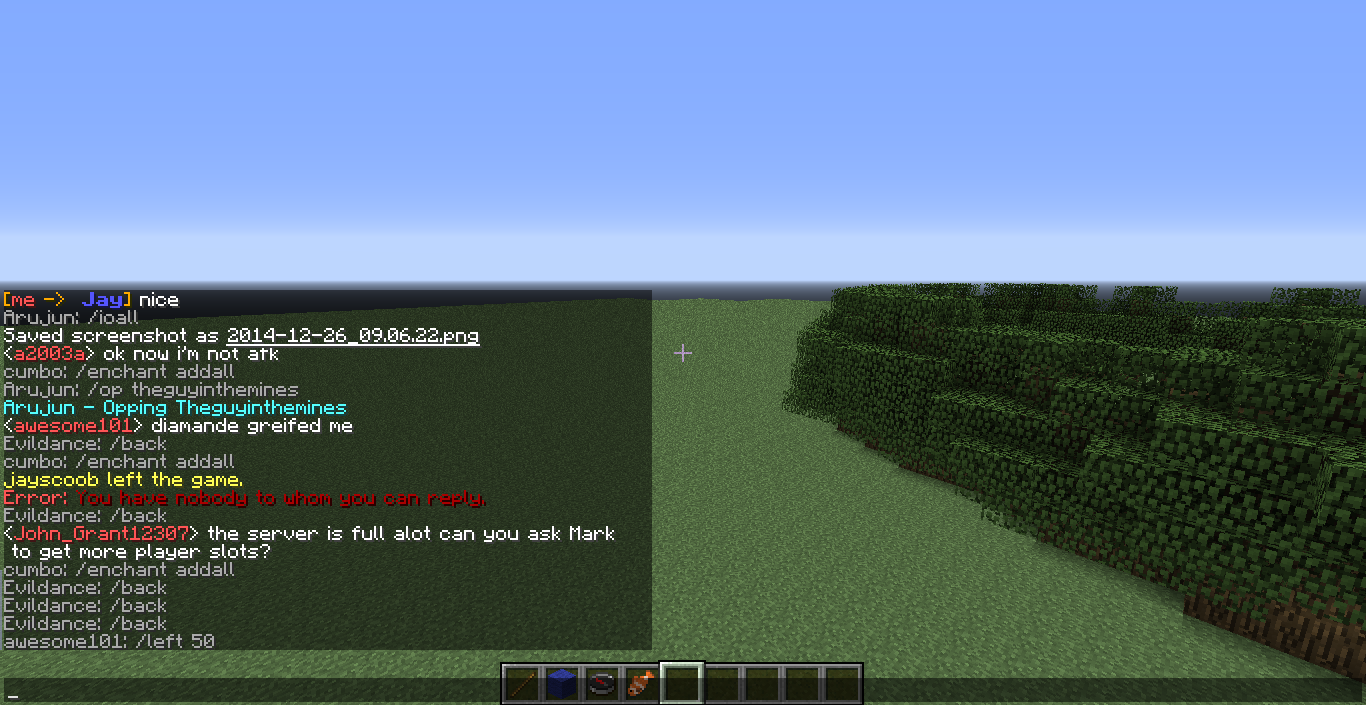 [me -> Jay] nice
Arujun: /ioall
Saved screenshot as 2014-12-26_09.06.22.png
<a2003a> ok now i'm not atk
cumbo: /enchant addall
Arujun: /op theguyinthemines
Arujun - Opping Theguyinthemines
<awesome101> diamande greifed me
Evildance: /back
cumbo: /enchant addall
jayscoob left the game.
Error: You have nobody to whom you can reply.
Evildance: /back
<John_Grant12307> the server is full alot can you ask Mark
to get more player slots?
cumbo: /enchant addall
Evildance: /back
Evildance: /back
Evildance: /back
awesome101: /left 50
_